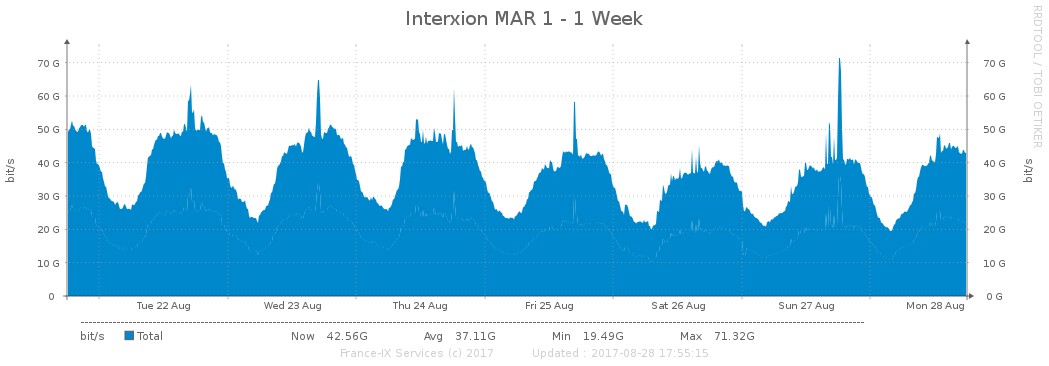 Interxion MAR 1 - 1 Week
RRDTOOL / TOBI OETIKER
bit/s
70 G 70 G
60 G 60 G
50 G 50 G
40 G 40 G
30 G 30 G
20 G 20 G
10 G 10 G
0 0 G
bit/s
Tue 22 Aug Wed 23 Aug Thu 24 Aug Fri 25 Aug Sat 26 Aug Sun 27 Aug Mon 28 Aug
bit/s Total Now 42.56G Avg 37.11G Min 19.49G Max 71.32G
France-IX Services (c) 2017 Updated : 2017-08-28 17:55:15